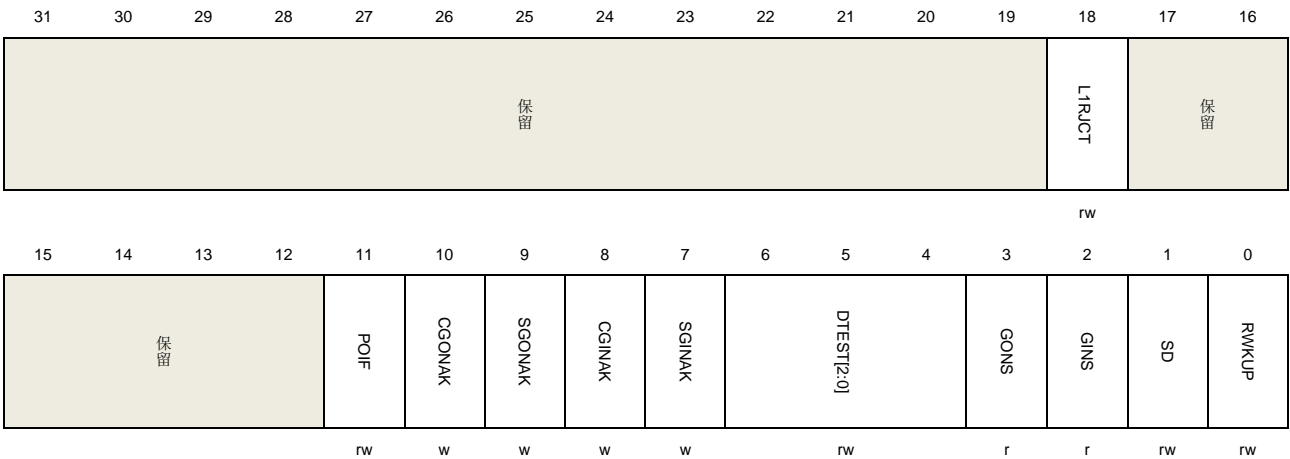 31 30 29 28 27 26 25 24 23 22 21 20 19 18 17 16
保留 L1RJCT 保留
rw
15 14 13 12 11 10 9 8 7 6 5 4 3 2 1 0
保留 POIF CGONAK SGONAK CGINAK SGINAK DTEST[2:0] GONS GINS SD RWKUP
rw w w w w rw r r rw rw